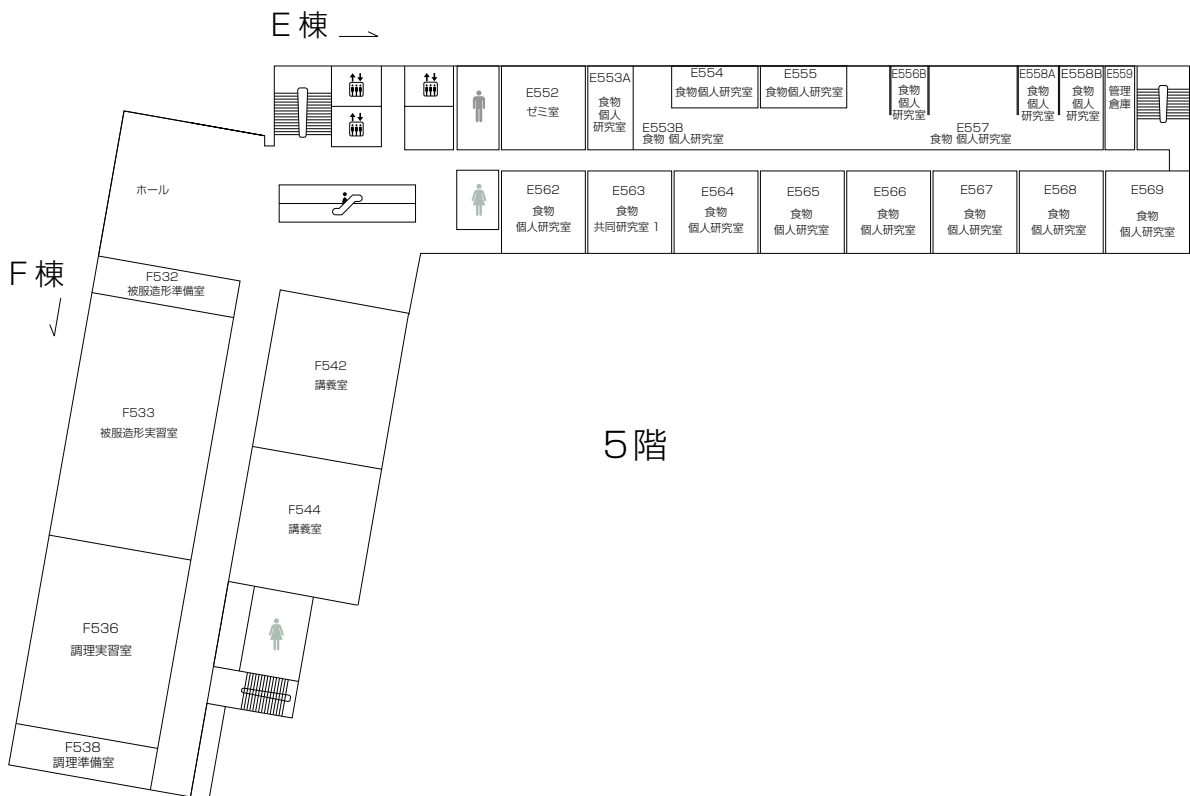 E棟
E552
ゼミ室
E553A
食物
個人
研究室
E553B
食物 個人研究室
E554
食物個人研究室
E555
食物個人研究室
E556B
食物
個人
研究室
E557
食物 個人研究室
E558A
食物
個人
研究室
E558B
食物
個人
研究室
E559
管理
倉庫
ホール
E562
食物
個人研究室
E563
食物
共同研究室 1
E564
食物
個人研究室
E565
食物
個人研究室
E566
食物
個人研究室
E567
食物
個人研究室
E568
食物
個人研究室
E569
食物
個人研究室
F棟
F532
被服造形準備室
F533
被服造形実習室
F542
講義室
F544
講義室
5階
F536
調理実習室
F538
調理準備室